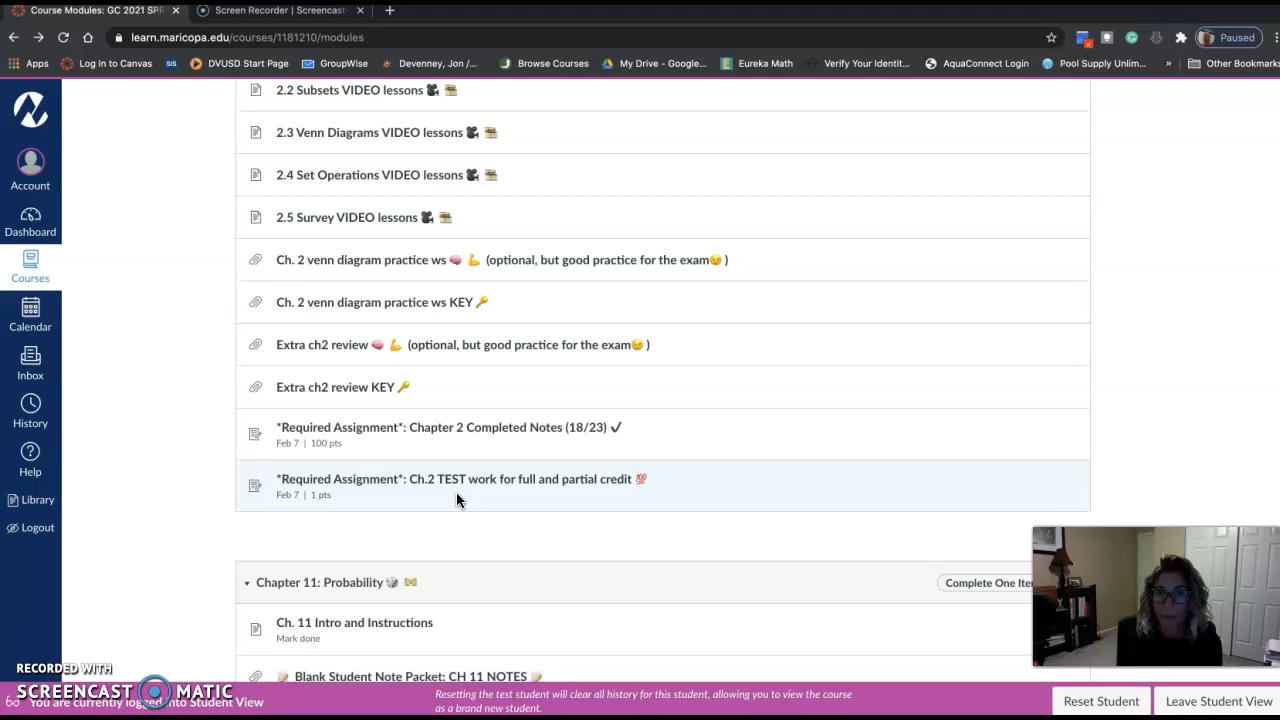 Course Modules: GC 2021 SPR
Screen Recorder | Screencast-
learn.maricopa.edu/courses/1181210/modules
Paused
Apps
Log In to Canvas
SIS
DVUSD Start Page
GroupWise
Devenney, Jon /...
Browse Courses
My Drive - Google...
Eureka Math
Verify Your Identit...
AquaConnect Login
Pool Supply Unlim...
»
Other Bookmarks
Account
Dashboard
Courses
Calendar
Inbox
History
Help
Library
Logout
2.2 Subsets VIDEO lessons 🎥
2.3 Venn Diagrams VIDEO lessons 🎥
2.4 Set Operations VIDEO lessons 🎥
2.5 Survey VIDEO lessons 🎥
Ch. 2 venn diagram practice ws 🧠 💪 (optional, but good practice for the exam😉 )
Ch. 2 venn diagram practice ws KEY 🔑
Extra ch2 review 🧠 💪 (optional, but good practice for the exam😉 )
Extra ch2 review KEY 🔑
*Required Assignment*: Chapter 2 Completed Notes (18/23) ✔
Feb 7 | 100 pts
*Required Assignment*: Ch.2 TEST work for full and partial credit 💯
Feb 7 | 1 pts
Chapter 11: Probability 🎲
Complete One Iter
Ch. 11 Intro and Instructions
Mark done
📝 Blank Student Note Packet: CH 11 NOTES 📝
RECORDED WITH
SCREENCAST MATIC
You are currently logged into Student View
Resetting the test student will clear all history for this student, allowing you to view the course
as a brand new student.
Reset Student
Leave Student View